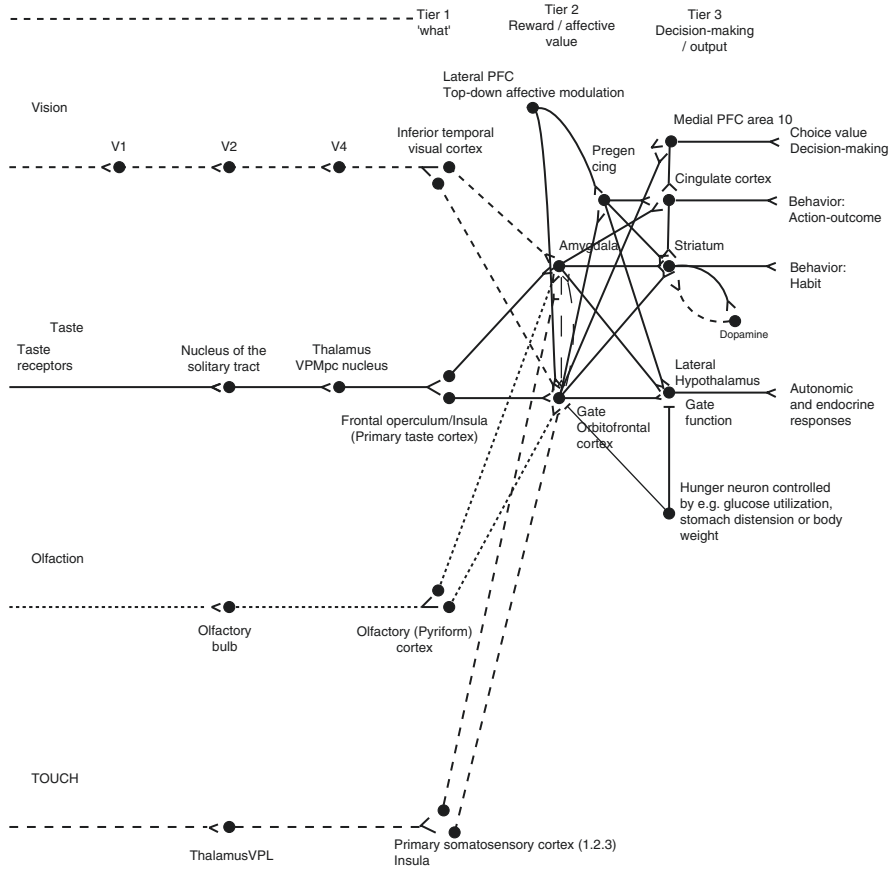 Tier 1
'what'
Tier 2
Reward / affective
value
Tier 3
Decision-making
/ output
Lateral PFC
Top-down affective modulation
Vision
V1
V2
V4
Inferior temporal
visual cortex
Pregen
cing
Medial PFC area 10
Choice value
Decision-making
Cingulate cortex
Behavior:
Action-outcome
Amygdala
Striatum
Behavior:
Habit
Dopamine
Taste
Taste
receptors
Nucleus of the
solitary tract
Thalamus
VPMpc nucleus
Frontal operculum/Insula
(Primary taste cortex)
Gate
Orbitofrontal
cortex
Lateral
Hypothalamus
Gate
function
Autonomic
and endocrine
responses
Hunger neuron controlled
by e.g. glucose utilization,
stomach distension or body
weight
Olfaction
Olfactory
bulb
Olfactory (Pyriform)
cortex
TOUCH
ThalamusVPL
Primary somatosensory cortex (1.2.3)
Insula